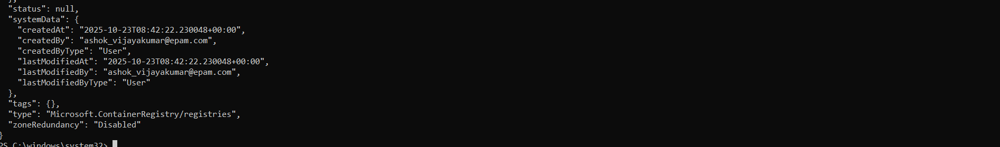 },
"status": null,
"systemData": {
"createdAt": "2025-10-23T08:42:22.230048+00:00",
"createdBy": "ashok_vijayakumar@epam.com",
"createdByType": "User",
"lastModifiedAt": "2025-10-23T08:42:22.230048+00:00",
"lastModifiedBy": "ashok_vijayakumar@epam.com",
"lastModifiedByType": "User"
},
"tags": {},
"type": "Microsoft.ContainerRegistry/registries",
"zoneRedundancy": "Disabled"
}
PS C:\windows\system32>